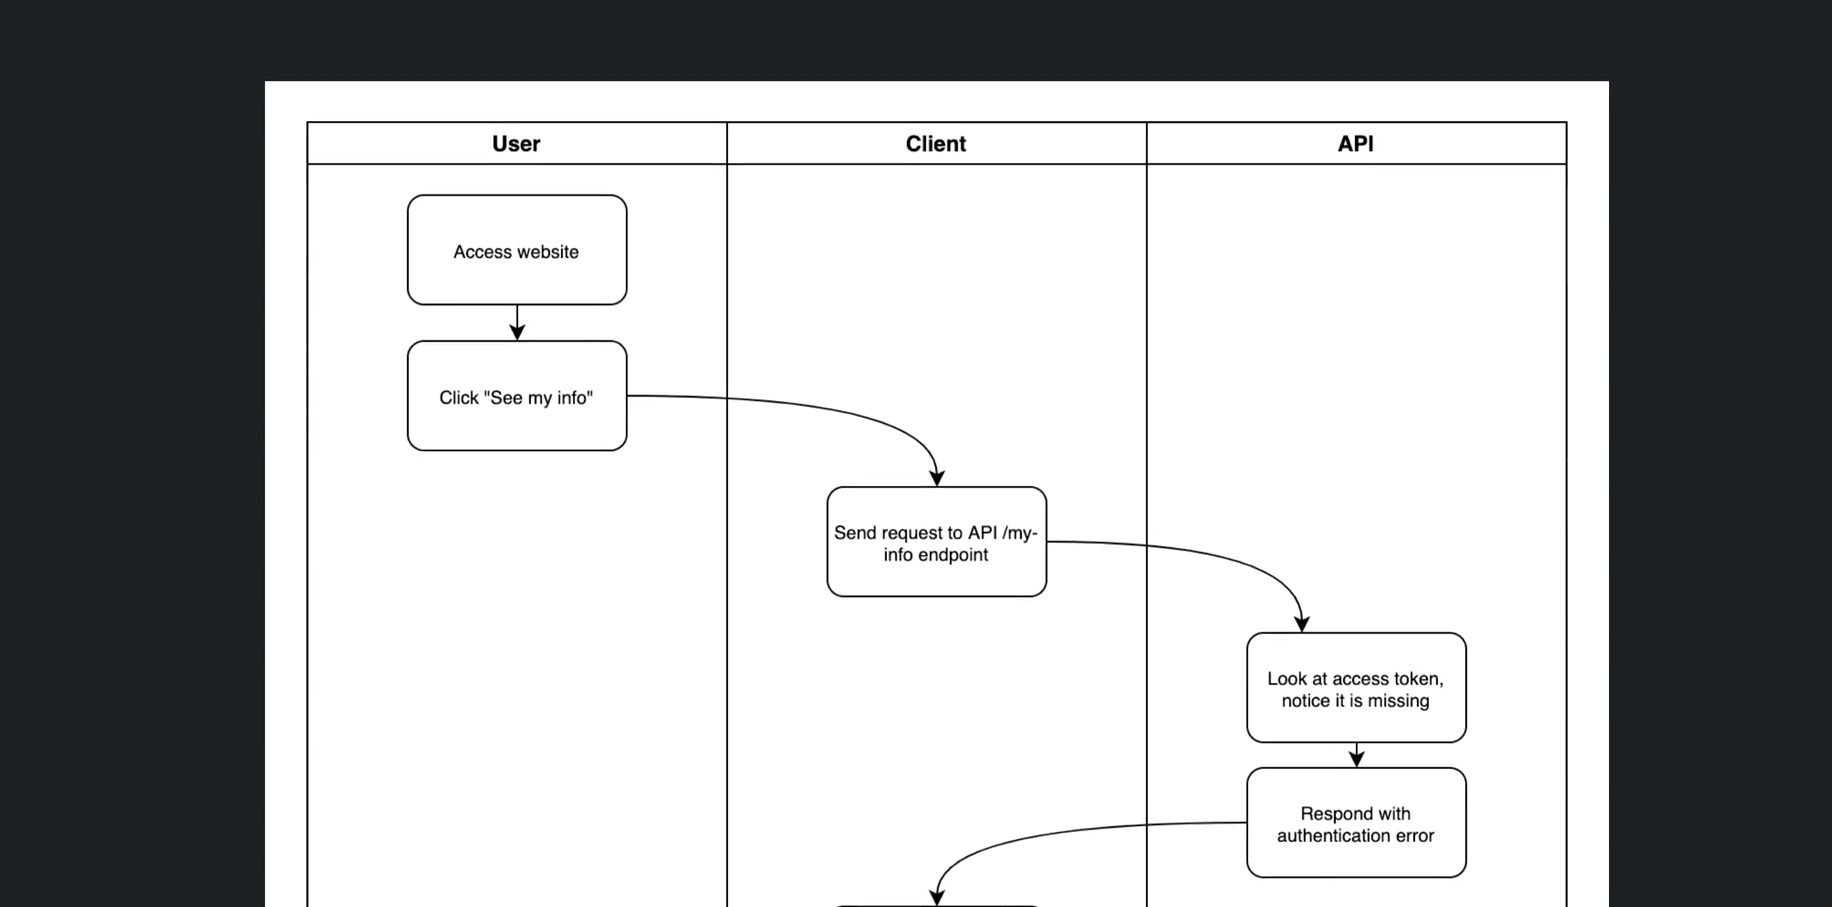 User
Client
API
Access website
Click "See my info"
Send request to API /my-
info endpoint
Look at access token,
notice it is missing
Respond with
authentication error